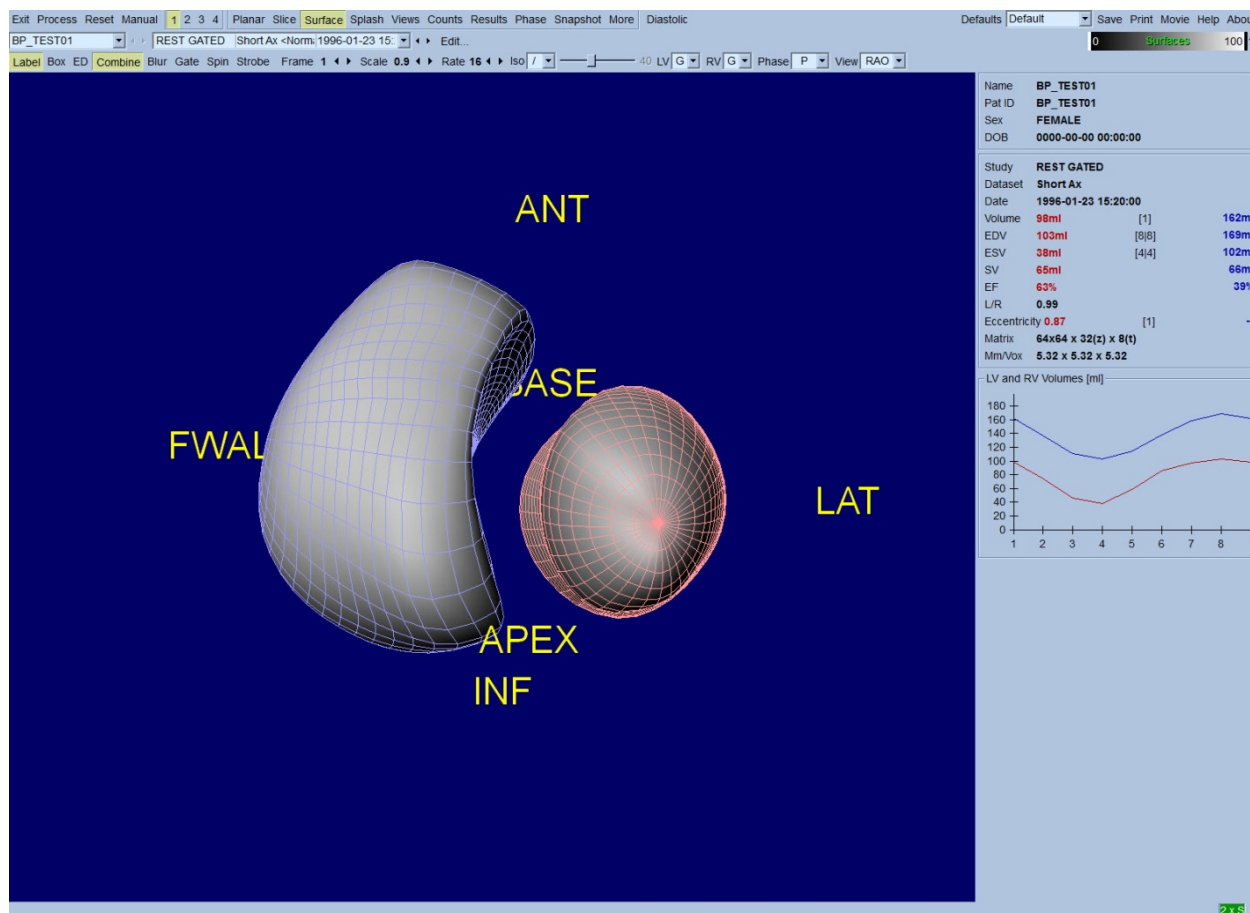 Exit Process Reset Manual 1 2 3 4 Planar Slice Surface Splash Views Counts Results Phase Snapshot More Diastolic Defaults Default Save Print Movie Help Abou
BP_TEST01 REST GATED Short Ax <Norm: 1996-01-23 15: Edit... 0 Surfaces 100
Label Box ED Combine Blur Gate Spin Strobe Frame 1 Scale 0.9 Rate 16 Iso / 40 LV G RV G Phase P View RAO
Name BP_TEST01
Pat ID BP_TEST01
Sex FEMALE
DOB 0000-00-00 00:00:00
Study REST GATED
Dataset Short Ax
Date 1996-01-23 15:20:00
Volume 98ml [1] 162m
EDV 103ml [8|8] 169m
ESV 38ml [4|4] 102m
SV 65ml 66m
EF 63% 39%
L/R 0.99
Eccentricity 0.87 [1] -
Matrix 64x64 x 32(z) x 8(t)
Mm/Vox 5.32 x 5.32 x 5.32
LV and RV Volumes [ml]
180
160
140
120
100
80
60
40
20
0
1 2 3 4 5 6 7 8
ANT
BASE
FWAL
LAT
APEX
INF
2 x S